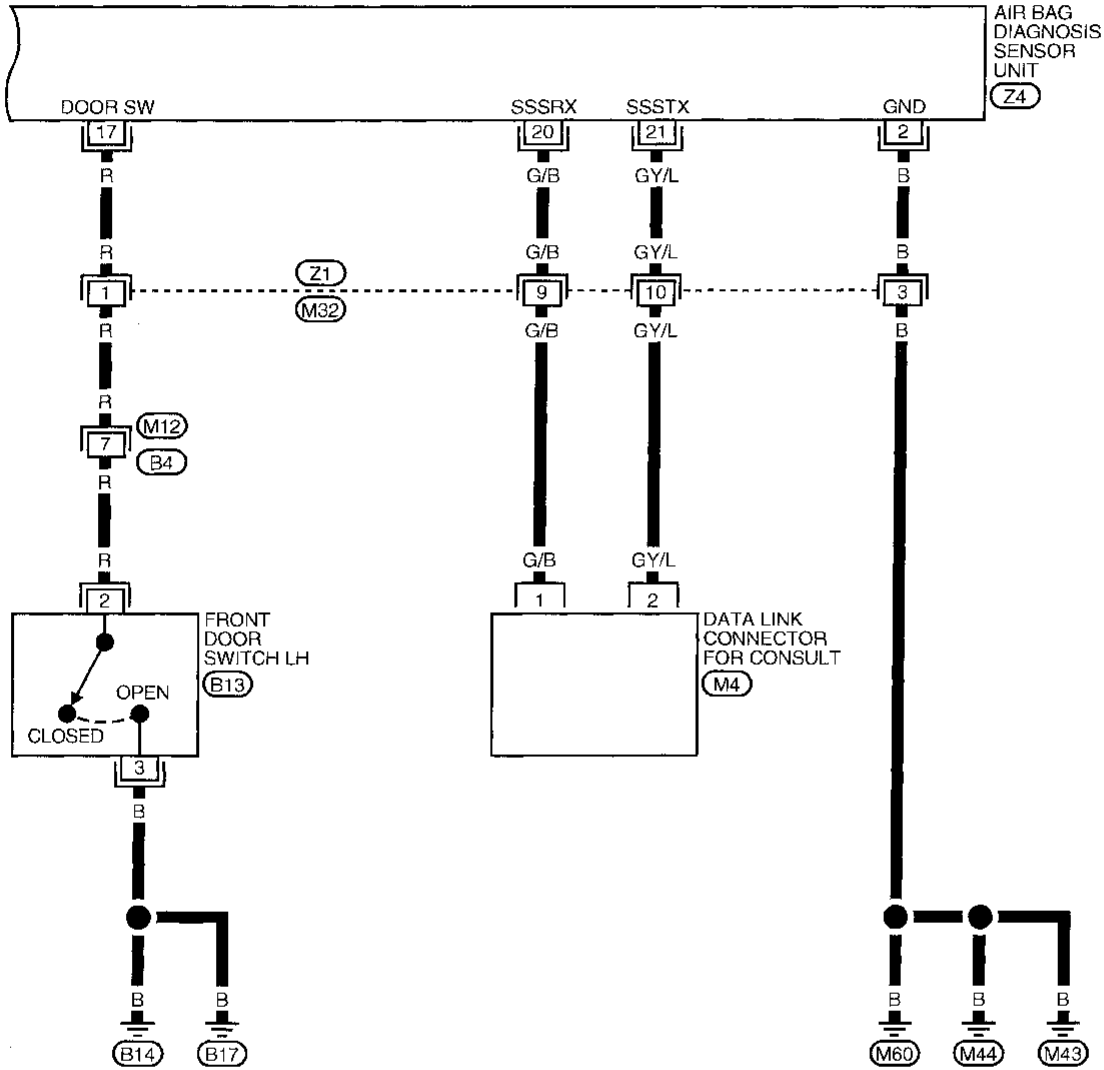 AIR BAG
DIAGNOSIS
SENSOR
UNIT
Z4
DOOR SW SSSRX SSSTX GND
17 20 21 2
R G/B GY/L B
R G/B GY/L B
Z1
1 9 10 3
M32
R G/B GY/L B
R
M12
7
B4
R
R G/B GY/L
2 1 2
FRONT
DOOR
SWITCH LH
B13
DATA LINK
CONNECTOR
FOR CONSULT
M4
OPEN
CLOSED
3
B
B B B B B
B14 B17 M60 M44 M43